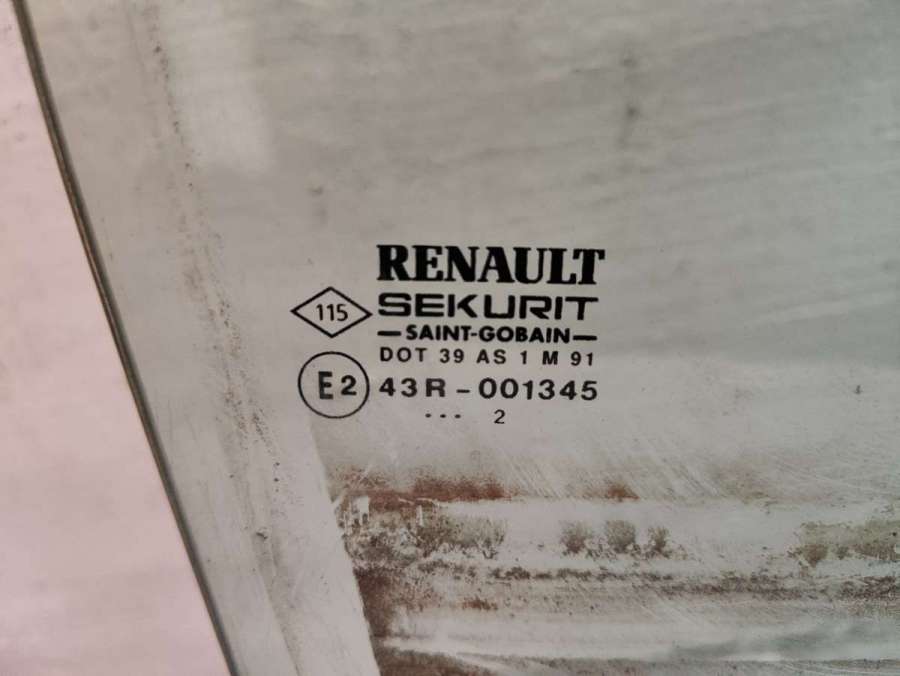 RENAULT
115 SEKURIT
SAINT-GOBAIN
DOT 39 AS 1 M 91
E2 43R-001345
... 2